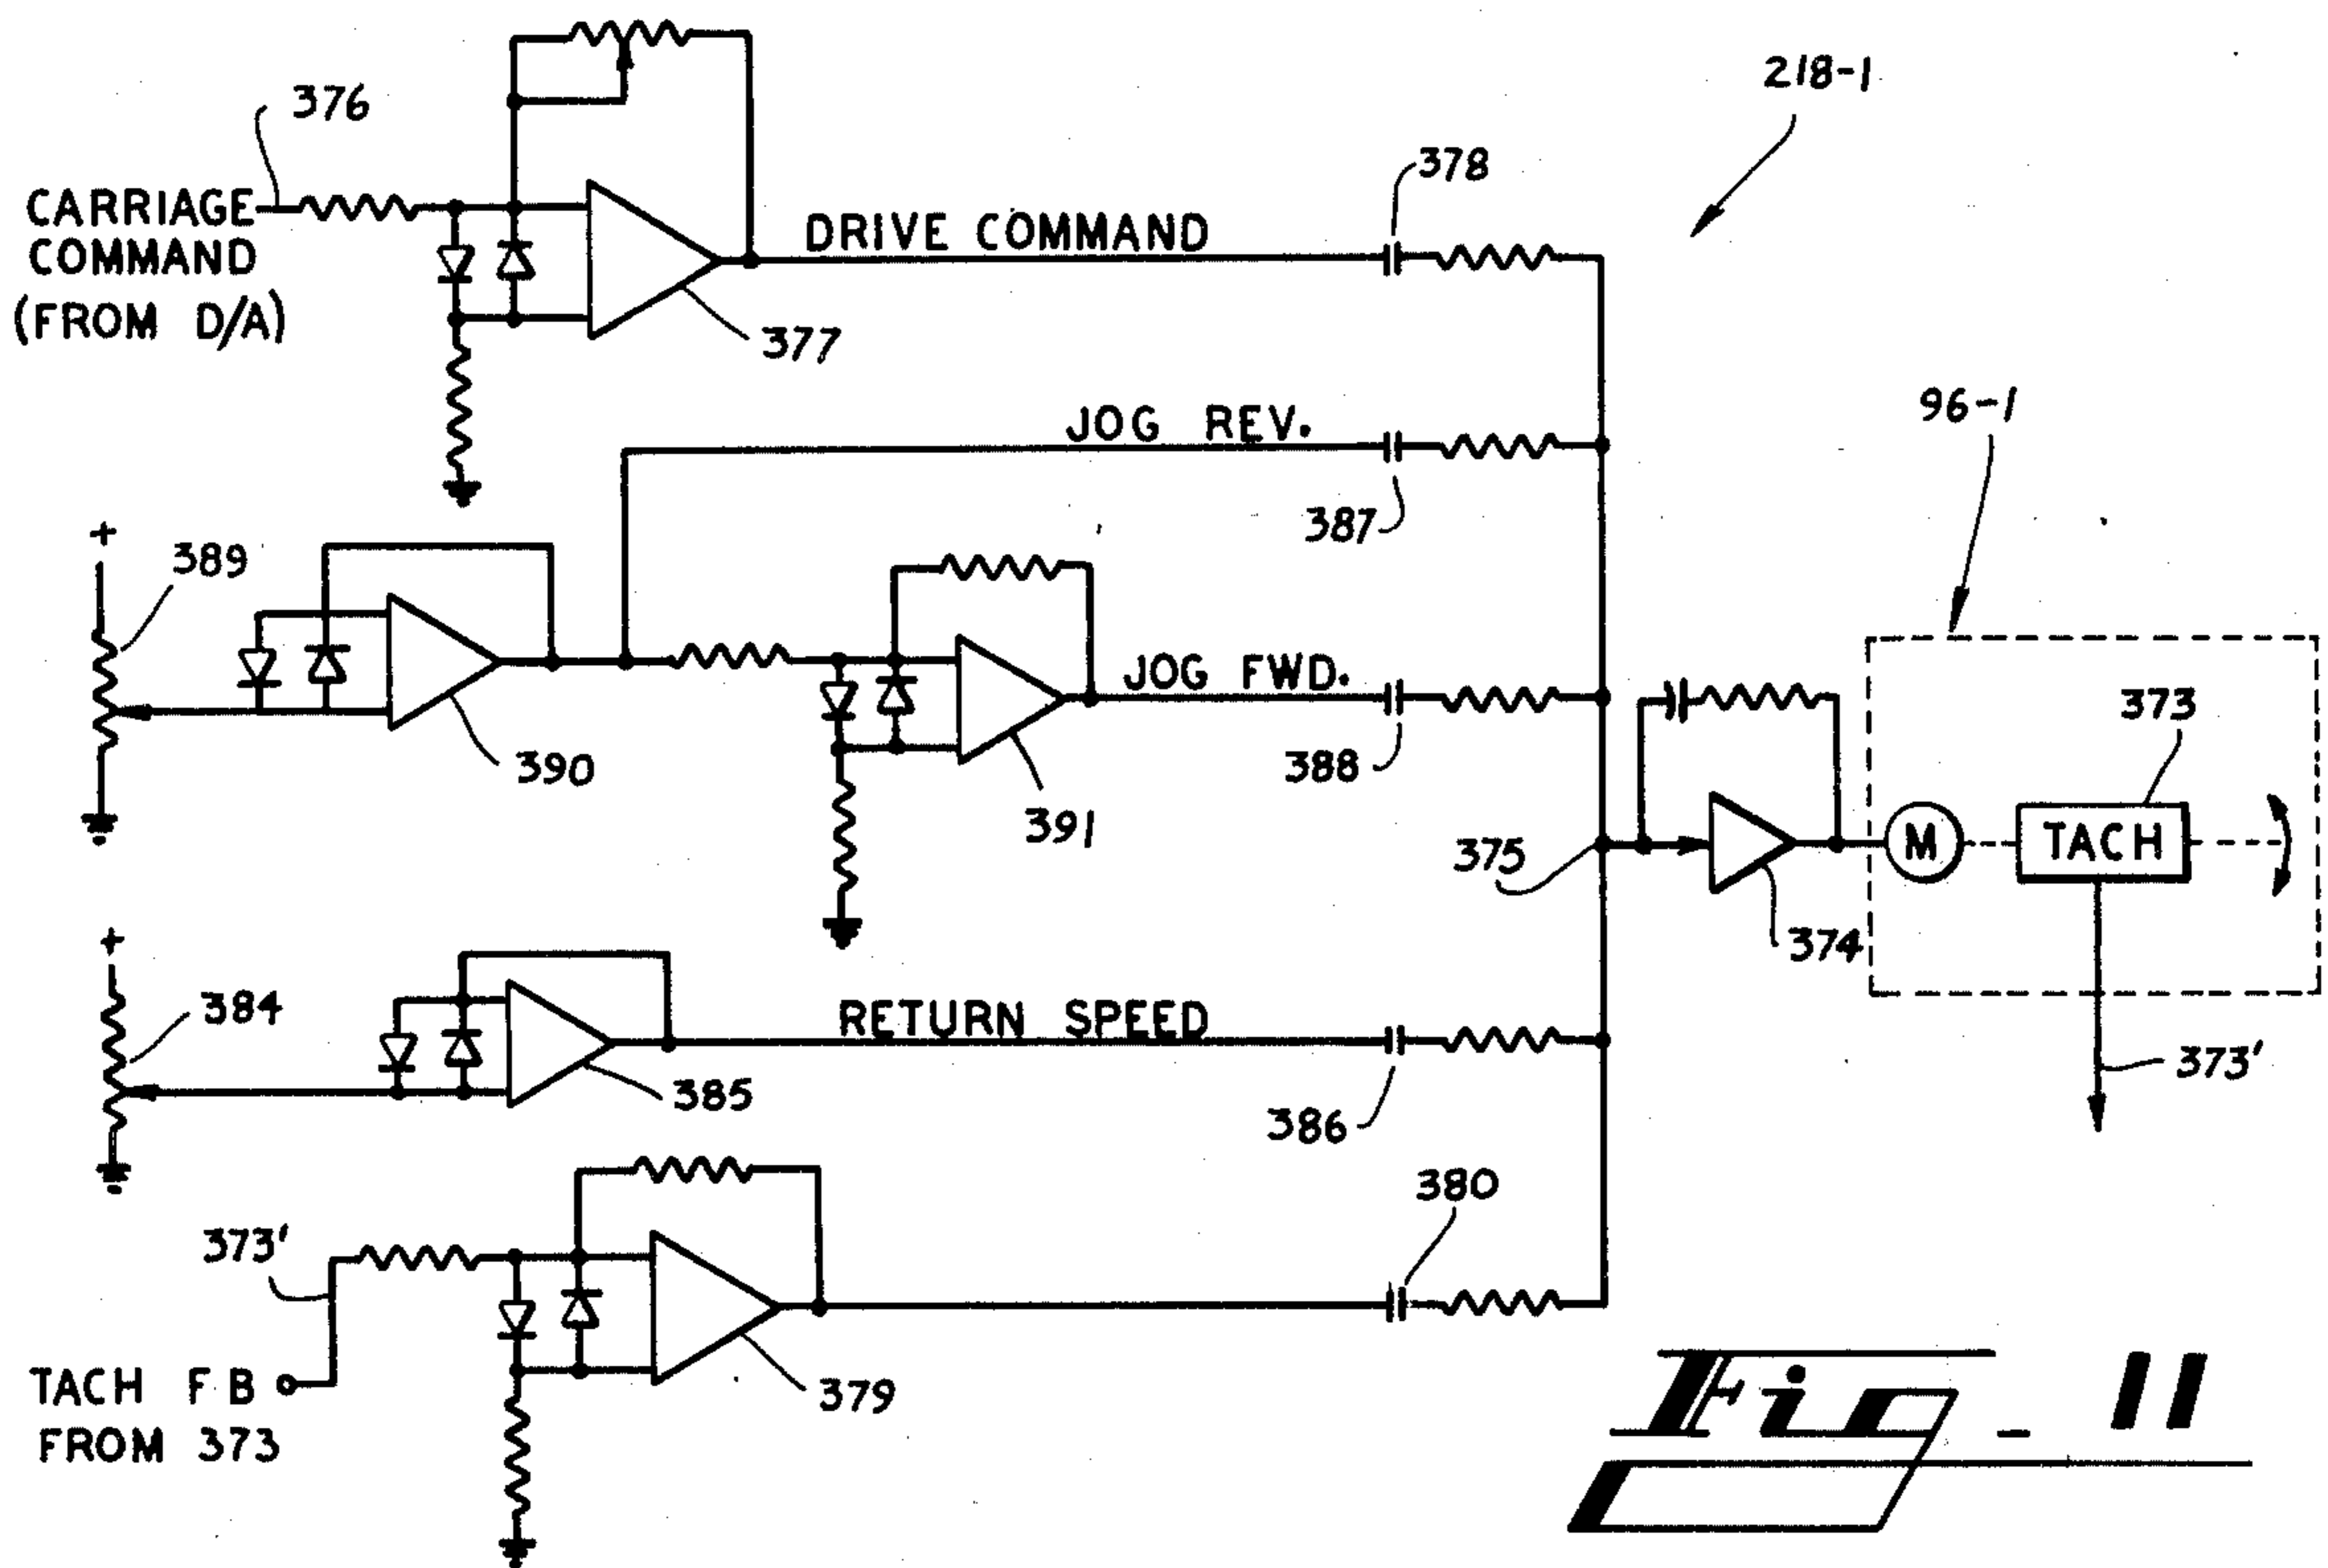 218-1
376
378
CARRIAGE
COMMAND
(FROM D/A)
DRIVE COMMAND
377
JOG REV.
96-1
387
+
389
JOG FWD.
373
390
388
391
375
M
TACH
374
+
384
RETURN SPEED
385
373'
386
380
373'
379
TACH F B
FROM 373
Fig_11